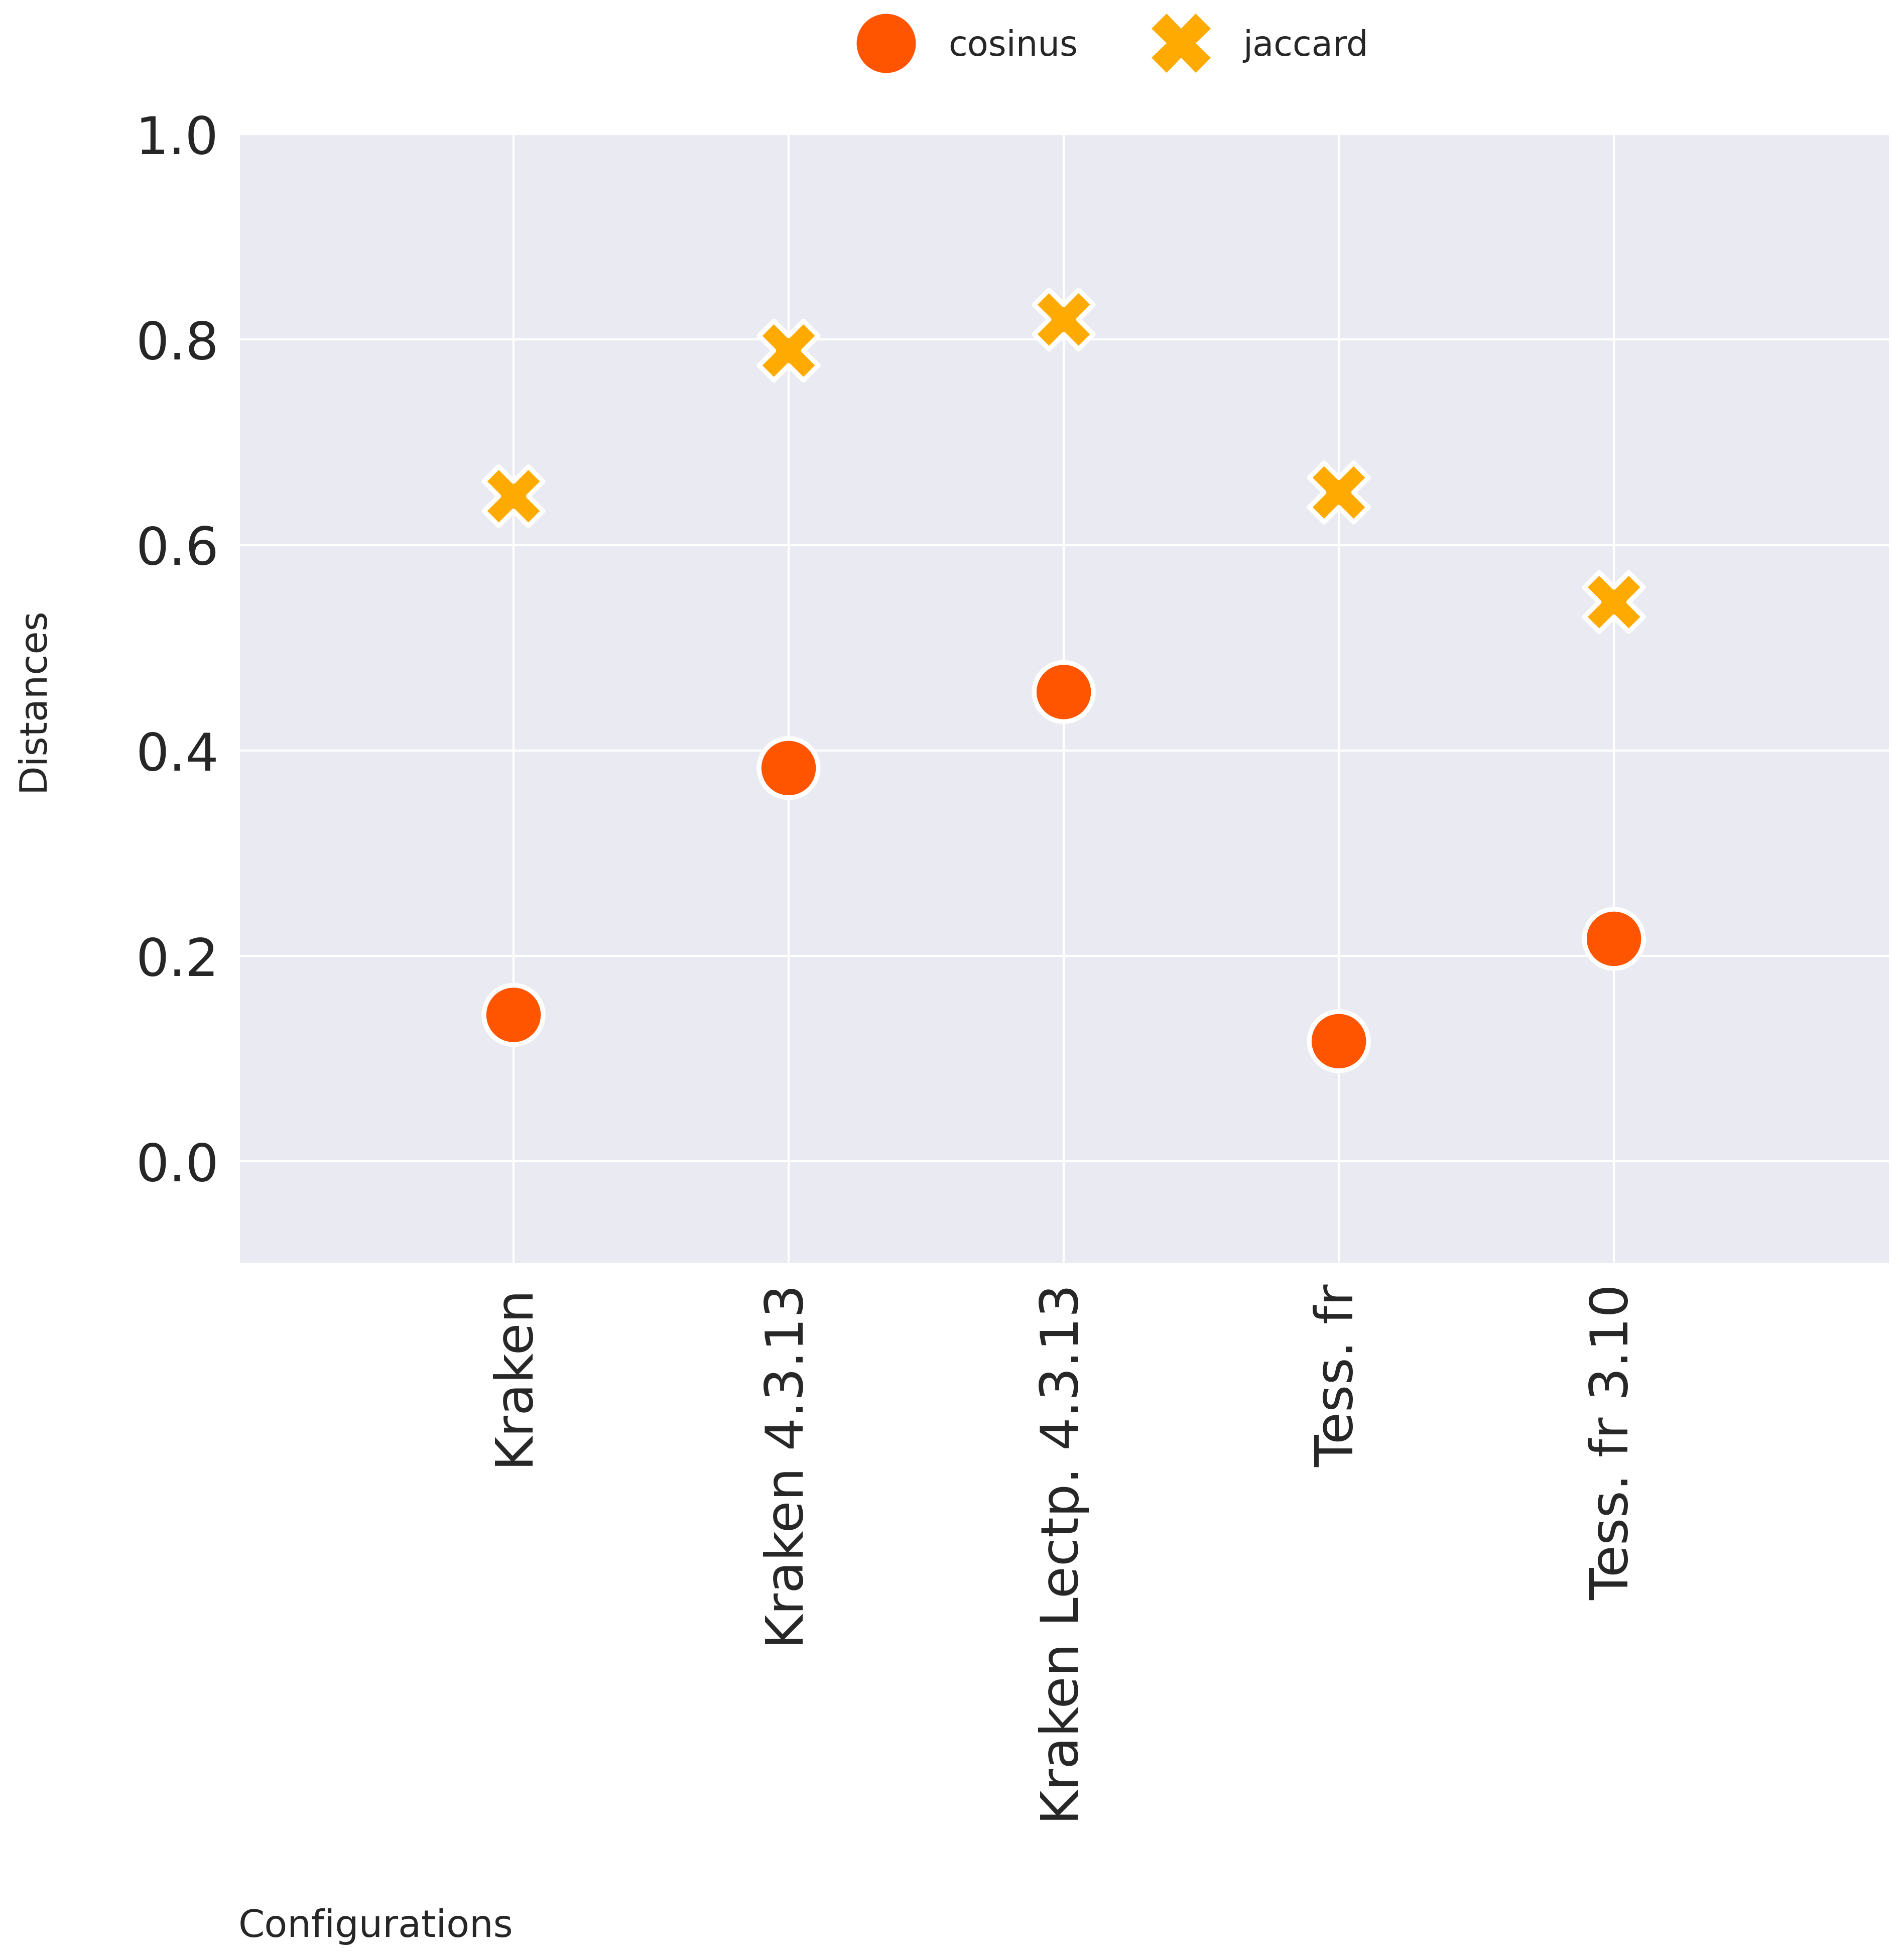 cosinus jaccard
1.0
0.8
0.6
0.4
0.2
0.0
Distances
Kraken
Kraken 4.3.13
Kraken Lectp. 4.3.13
Tess. fr
Tess. fr 3.10
Configurations